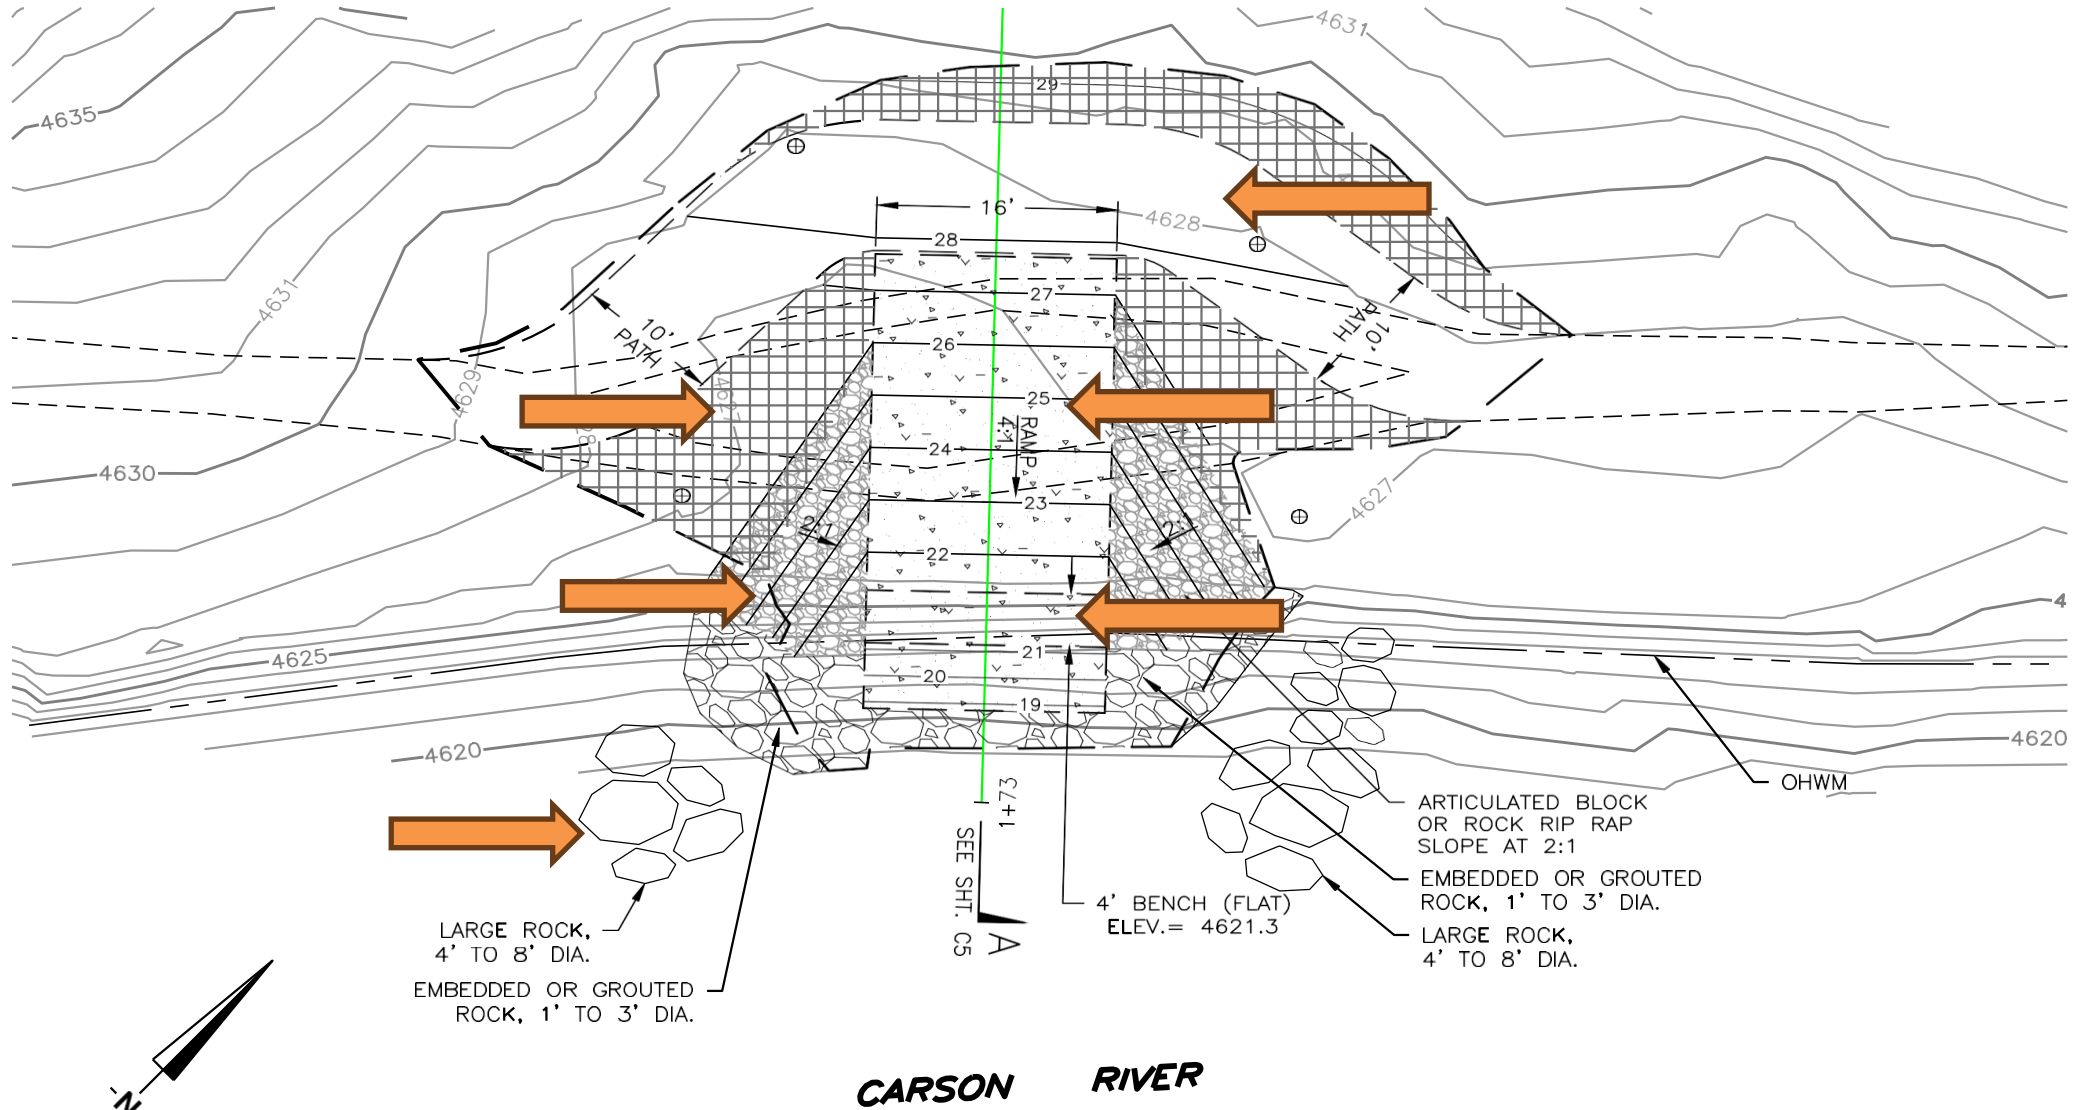 4631
4635
29
16'
4628
28
4631
27
10'
PATH
10'
PATH
26
4629
25
RAMP
4:1
24
4630
4627
23
2:1
22
4625
21
20
19
4620
4620
OHWM
1+73
SEE SHT. C5
A
ARTICULATED BLOCK
OR ROCK RIP RAP
SLOPE AT 2:1
EMBEDDED OR GROUTED
ROCK, 1' TO 3' DIA.
4' BENCH (FLAT)
ELEV.= 4621.3
LARGE ROCK,
4' TO 8' DIA.
LARGE ROCK,
4' TO 8' DIA.
EMBEDDED OR GROUTED
ROCK, 1' TO 3' DIA.
N
CARSON RIVER